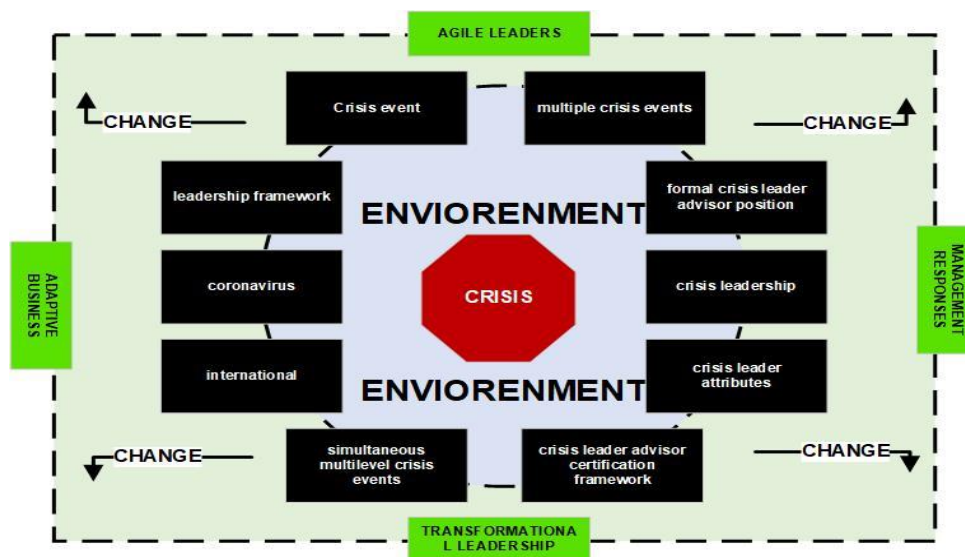 AGILE LEADERS
Crisis event
multiple crisis events
CHANGE
CHANGE
leadership framework
formal crisis leader
advisor position
ENVIORENMENT
ADAPTIVE
BUSINESS
coronavirus
CRISIS
crisis leadership
MANAGEMENT
RESPONSES
international
crisis leader
attributes
ENVIORENMENT
CHANGE
simultaneous
multilevel crisis
events
crisis leader advisor
certification
framework
CHANGE
TRANSFORMATIONA
L LEADERSHIP